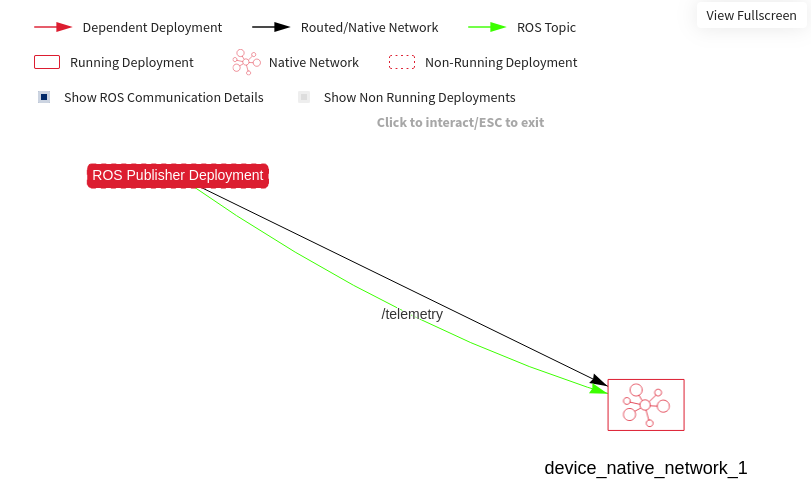 View Fullscreen
Dependent Deployment
Routed/Native Network
ROS Topic
Running Deployment
Native Network
Non-Running Deployment
Show ROS Communication Details
Show Non Running Deployments
Click to interact/ESC to exit
ROS Publisher Deployment
/telemetry
device_native_network_1